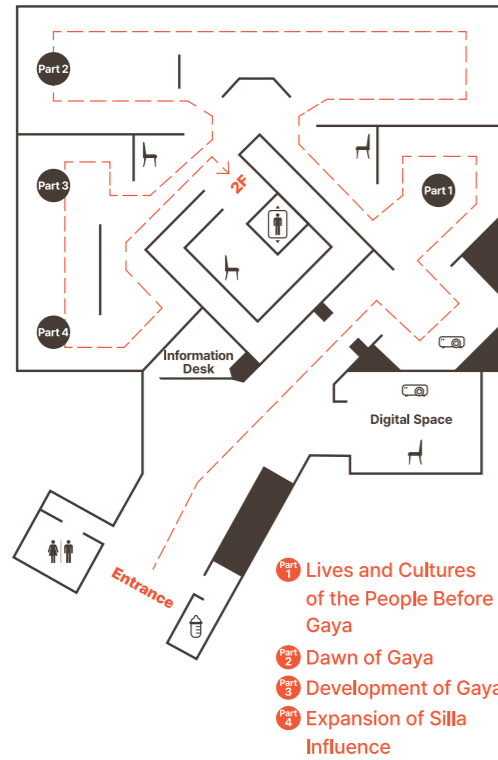 Part 2
Part 3
2F
Part 1
Part 4
Information
Desk
Digital Space
Entrance
Part 1 Lives and Cultures
of the People Before
Gaya
Part 2 Dawn of Gaya
Part 3 Development of Gaya
Part 4 Expansion of Silla
Influence